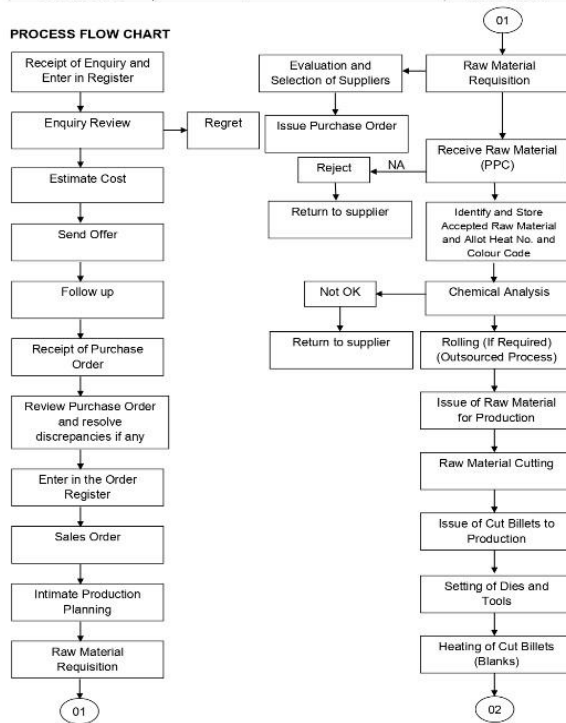 PROCESS FLOW CHART
Receipt of Enquiry and
Enter in Register
Enquiry Review
Regret
Estimate Cost
Send Offer
Follow up
Receipt of Purchase
Order
Review Purchase Order
and resolve
discrepancies if any
Enter in the Order
Register
Sales Order
Intimate Production
Planning
Raw Material
Requisition
01
01
Evaluation and
Selection of Suppliers
Raw Material
Requisition
Issue Purchase Order
Receive Raw Material
(PPC)
NA
Reject
Return to supplier
Identify and Store
Accepted Raw Material
and Allot Heat No. and
Colour Code
Not OK
Chemical Analysis
Return to supplier
Rolling (If Required)
(Outsourced Process)
Issue of Raw Material
for Production
Raw Material Cutting
Issue of Cut Billets to
Production
Setting of Dies and
Tools
Heating of Cut Billets
(Blanks)
02